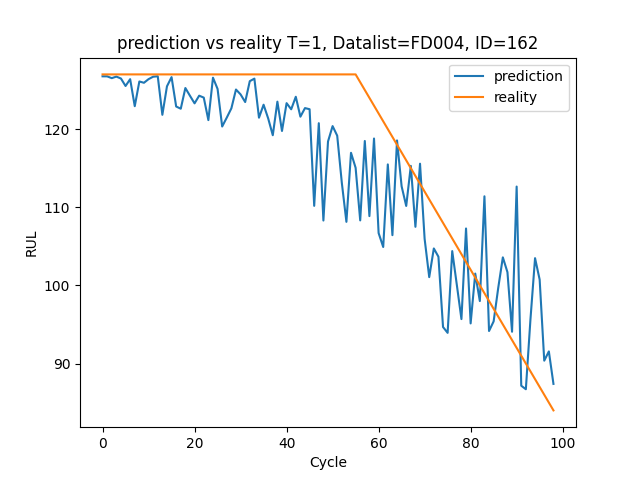 prediction vs reality T=1, Datalist=FD004, ID=162
prediction
reality
120
110
100
90
RUL
0 20 40 60 80 100
Cycle